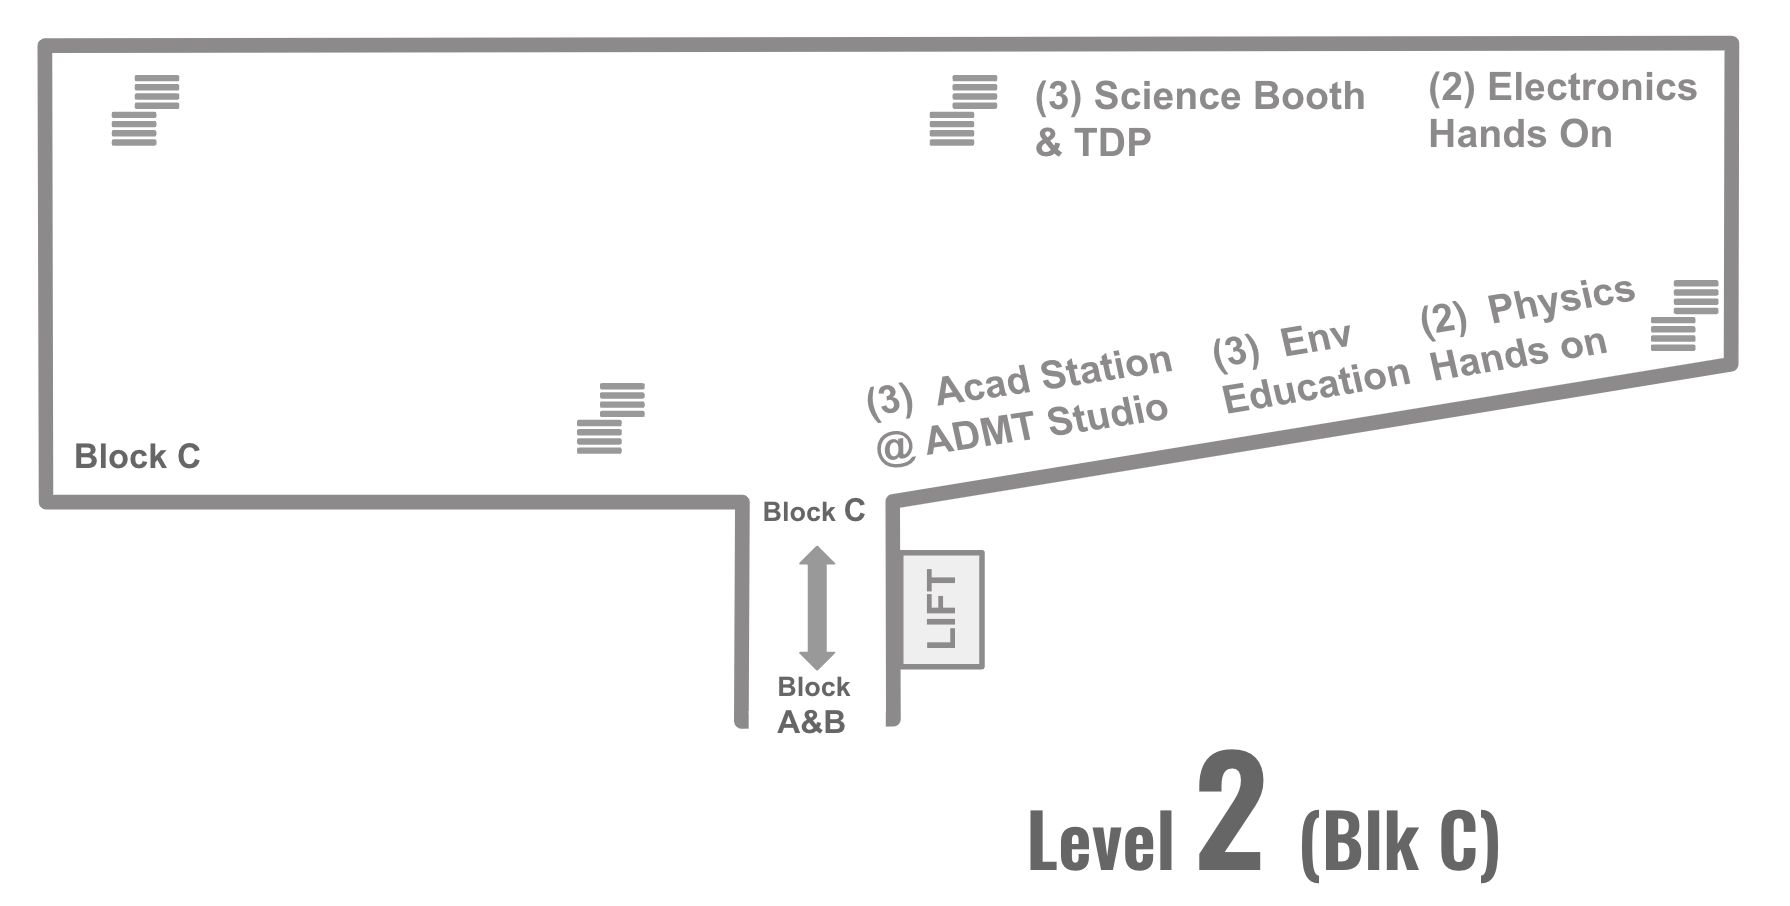 (3) Science Booth
& TDP
(2) Electronics
Hands On
(3) Acad Station
@ ADMT Studio
(3) Env
Education
(2) Physics
Hands on
Block C
Block C
LIFT
Block
A&B
Level 2 (Blk C)